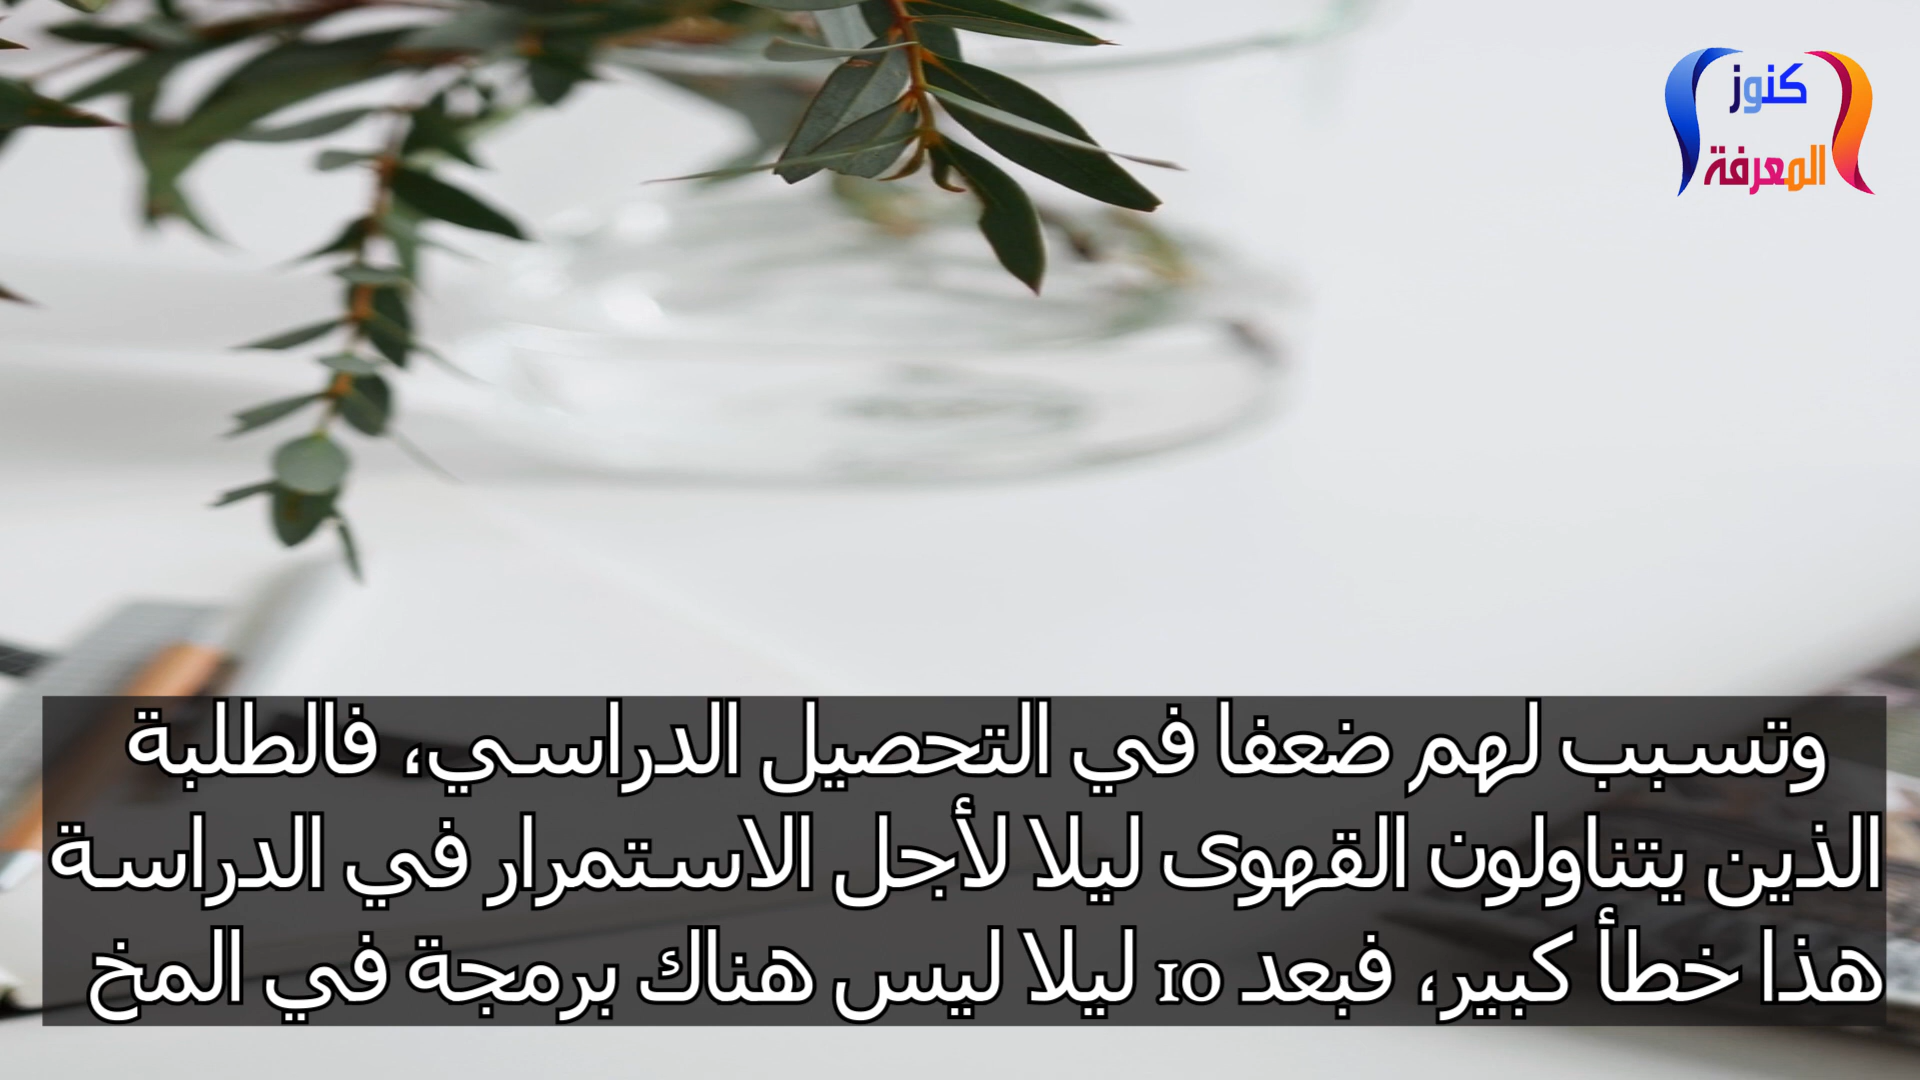 كنوز
المعرفة
وتسبب لهم ضعفا في التحصيل الدراسي، فالطلبة
الذين يتناولون القهوى ليلا لأجل الاستمرار في الدراسة
هذا خطأ كبير، فبعد 10 ليلا ليس هناك برمجة في المخ